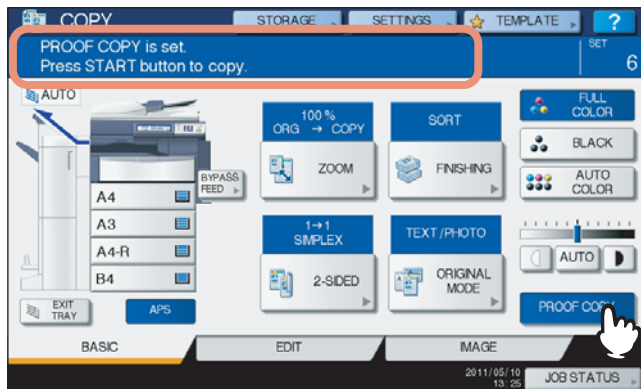 COPY
STORAGE
SETTINGS
TEMPLATE
?
PROOF COPY is set.
Press START button to copy.
SET
6
AUTO
100 %
ORG → COPY
ZOOM
SORT
FINISHING
FULL
COLOR
BLACK
AUTO
COLOR
BYPASS
FEED
A4
A3
A4-R
B4
1→1
SIMPLEX
2-SIDED
TEXT/PHOTO
ORIGINAL
MODE
AUTO
EXIT
TRAY
APS
PROOF COPY
BASIC
EDIT
IMAGE
2011/05/10
13:25
JOB STATUS